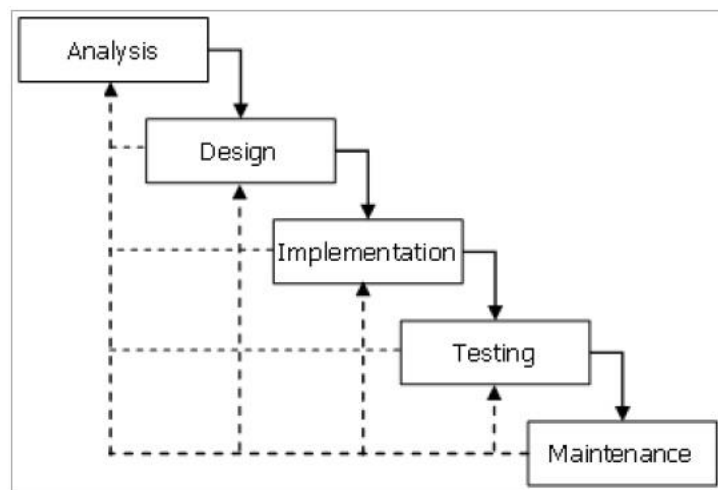 Analysis
Design
Implementation
Testing
Maintenance